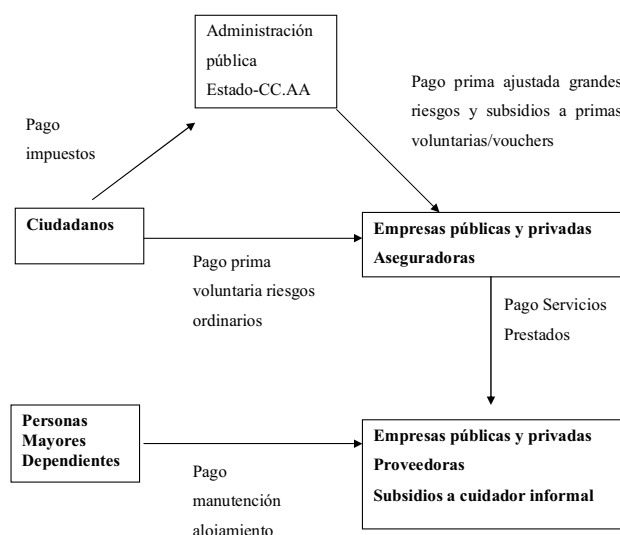 Administración
pública
Estado-CC.AA
Pago prima ajustada grandes
riesgos y subsidios a primas
voluntarias/vouchers
Pago
impuestos
Ciudadanos
Empresas públicas y privadas
Aseguradoras
Pago prima
voluntaria riesgos
ordinarios
Pago Servicios
Prestados
Personas
Mayores
Dependientes
Empresas públicas y privadas
Proveedoras
Subsidios a cuidador informal
Pago
manutención
alojamiento